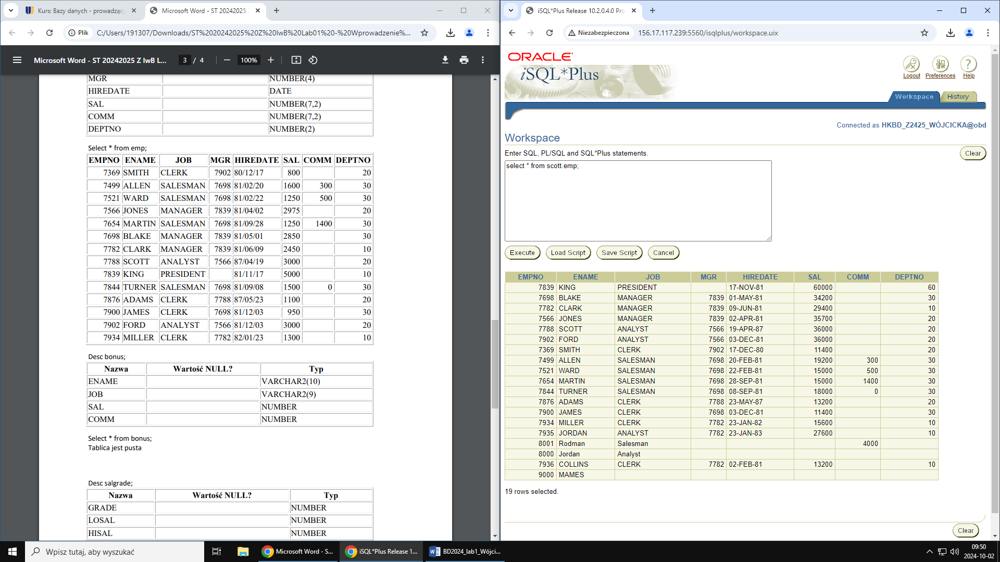 Kurs: Bazy danych - prowadzący
Microsoft Word - ST 20242025
Plik
C:/Users/191307/Downloads/ST%2020242025%20Z%20IwB%20Lab01%20-%20Wprowadzenie%...
Microsoft Word - ST 20242025 Z IwB L...
3 / 4
100%
MGR NUMBER(4)
HIREDATE DATE
SAL NUMBER(7,2)
COMM NUMBER(7,2)
DEPTNO NUMBER(2)
Select * from emp;
EMPNO ENAME JOB MGR HIREDATE SAL COMM DEPTNO
7369 SMITH CLERK 7902 80/12/17 800 20
7499 ALLEN SALESMAN 7698 81/02/20 1600 300 30
7521 WARD SALESMAN 7698 81/02/22 1250 500 30
7566 JONES MANAGER 7839 81/04/02 2975 20
7654 MARTIN SALESMAN 7698 81/09/28 1250 1400 30
7698 BLAKE MANAGER 7839 81/05/01 2850 30
7782 CLARK MANAGER 7839 81/06/09 2450 10
7788 SCOTT ANALYST 7566 87/04/19 3000 20
7839 KING PRESIDENT 81/11/17 5000 10
7844 TURNER SALESMAN 7698 81/09/08 1500 0 30
7876 ADAMS CLERK 7788 87/05/23 1100 20
7900 JAMES CLERK 7698 81/12/03 950 30
7902 FORD ANALYST 7566 81/12/03 3000 20
7934 MILLER CLERK 7782 82/01/23 1300 10
Desc bonus;
Nazwa Wartość NULL? Typ
ENAME VARCHAR2(10)
JOB VARCHAR2(9)
SAL NUMBER
COMM NUMBER
Select * from bonus;
Tablica jest pusta
Desc salgrade;
Nazwa Wartość NULL? Typ
GRADE NUMBER
LOSAL NUMBER
HISAL NUMBER
iSQL*Plus Release 10.2.0.4.0 Pro
Niezabezpieczona
156.17.117.239:5560/isqlplus/workspace.uix
ORACLE
iSQL*Plus
Logout Preferences Help
Workspace History
Connected as HKBD_Z2425_WÓJCICKA@obd
Workspace
Enter SQL, PL/SQL and SQL*Plus statements.
Clear
select * from scott.emp;
Execute Load Script Save Script Cancel
EMPNO ENAME JOB MGR HIREDATE SAL COMM DEPTNO
7839 KING PRESIDENT 17-NOV-81 60000 60
7698 BLAKE MANAGER 7839 01-MAY-81 34200 30
7782 CLARK MANAGER 7839 09-JUN-81 29400 10
7566 JONES MANAGER 7839 02-APR-81 35700 20
7788 SCOTT ANALYST 7566 19-APR-87 36000 20
7902 FORD ANALYST 7566 03-DEC-81 36000 20
7369 SMITH CLERK 7902 17-DEC-80 11400 20
7499 ALLEN SALESMAN 7698 20-FEB-81 19200 300 30
7521 WARD SALESMAN 7698 22-FEB-81 15000 500 30
7654 MARTIN SALESMAN 7698 28-SEP-81 15000 1400 30
7844 TURNER SALESMAN 7698 08-SEP-81 18000 0 30
7876 ADAMS CLERK 7788 23-MAY-87 13200 20
7900 JAMES CLERK 7698 03-DEC-81 11400 30
7934 MILLER CLERK 7782 23-JAN-82 15600 10
7935 JORDAN ANALYST 7782 23-JAN-83 27600 10
8001 Rodman Salesman 4000
8000 Jordan Analyst
7936 COLLINS CLERK 7782 02-FEB-81 13200 10
9000 MAMES
19 rows selected.
Clear
Wpisz tutaj, aby wyszukać
Microsoft Word - S...
iSQL*Plus Release 1...
BD2024_lab1_Wójci...
09:50
2024-10-02